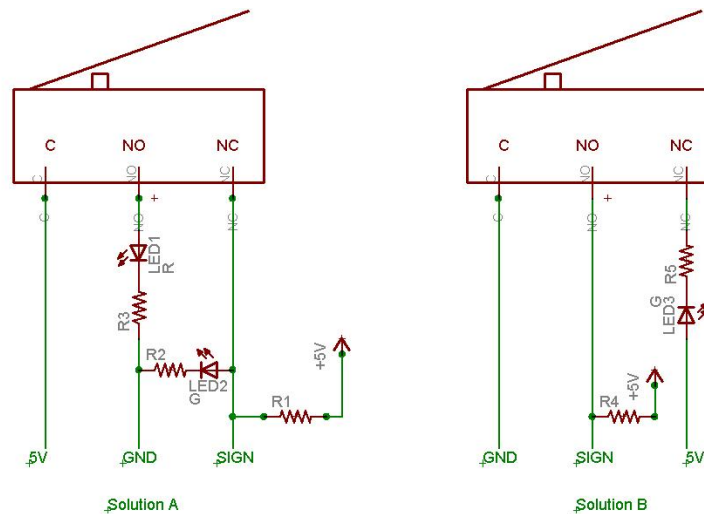 C NO NC
C NO NC
C NO NC
LED1
R
R3
R2
LED2
G
R1
+5V
5V GND SIGN
Solution A
C NO NC
C NO NC
C NO NC
R5
G
LED3
R4
+5V
GND SIGN 5V
Solution B